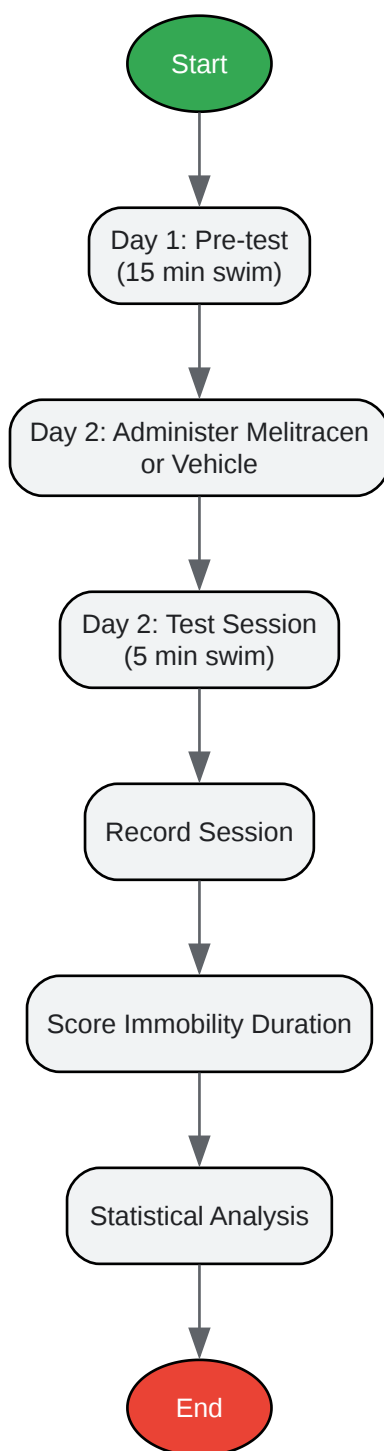 Start
Day 1: Pre-test
(15 min swim)
Day 2: Administer Melitracen
or Vehicle
Day 2: Test Session
(5 min swim)
Record Session
Score Immobility Duration
Statistical Analysis
End